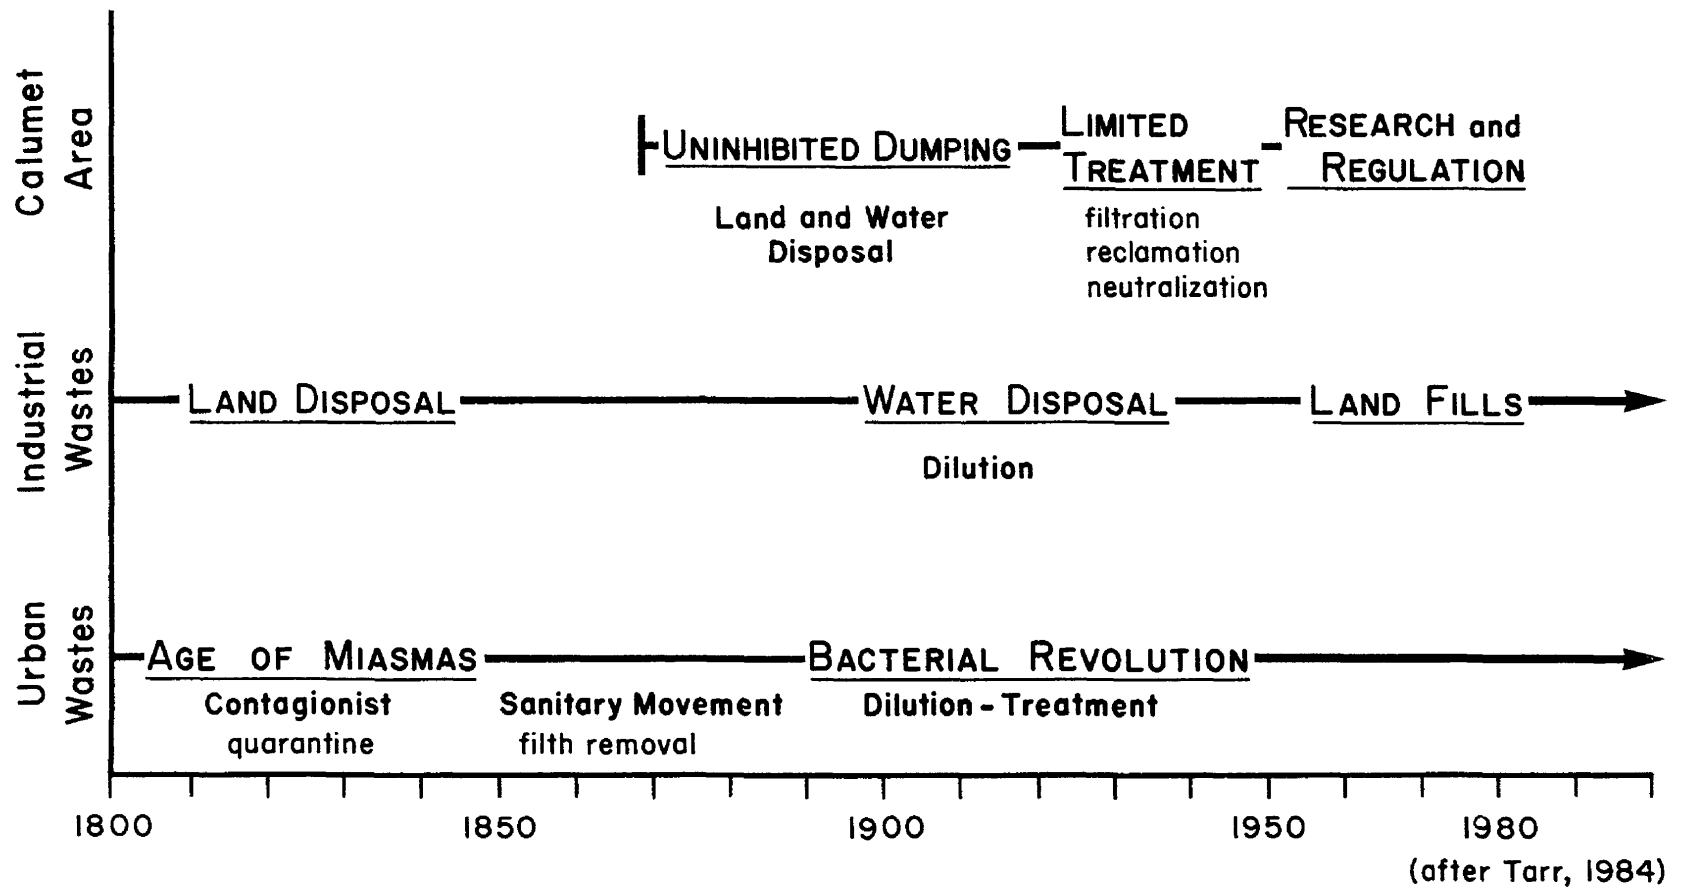 Calumet
Area
UNINHIBITED DUMPING
LIMITED
TREATMENT
RESEARCH and
REGULATION
Land and Water
Disposal
filtration
reclamation
neutralization
Industrial
Wastes
LAND DISPOSAL
WATER DISPOSAL
LAND FILLS
Dilution
Urban
Wastes
AGE OF MIASMAS
BACTERIAL REVOLUTION
Contagionist
quarantine
Sanitary Movement
filth removal
Dilution - Treatment
1800 1850 1900 1950 1980
(after Tarr, 1984)